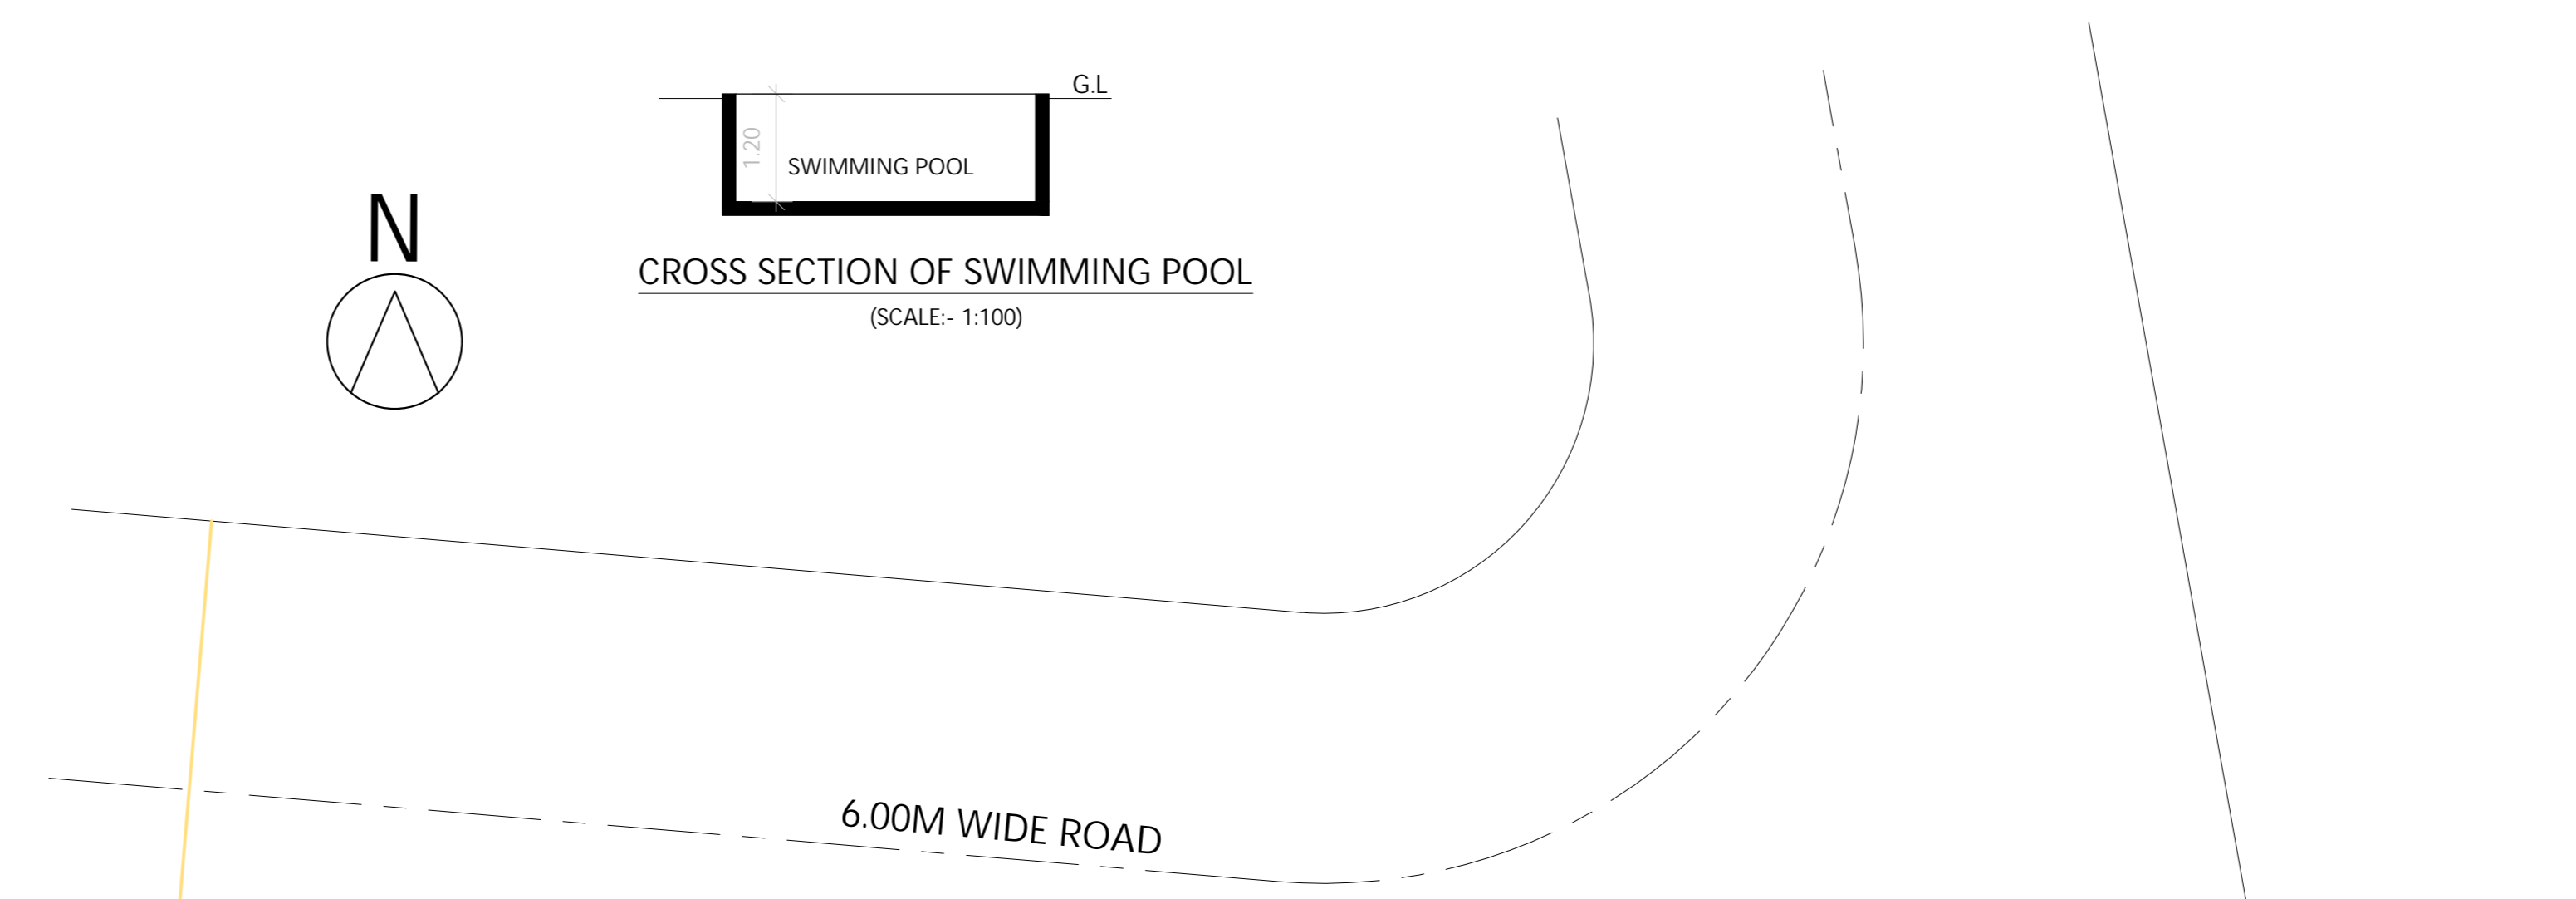 G.L
1.20
SWIMMING POOL
N
CROSS SECTION OF SWIMMING POOL
(SCALE:- 1:100)
6.00M WIDE ROAD